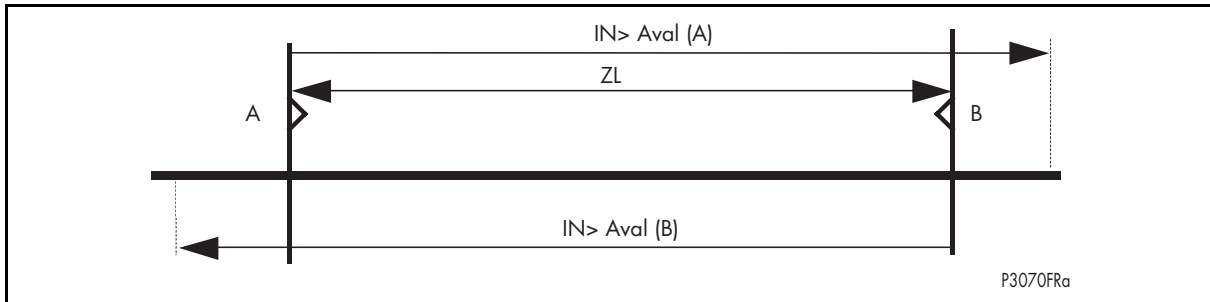 IN> Aval (A)
ZL
A
B
IN> Aval (B)
P3070FRa